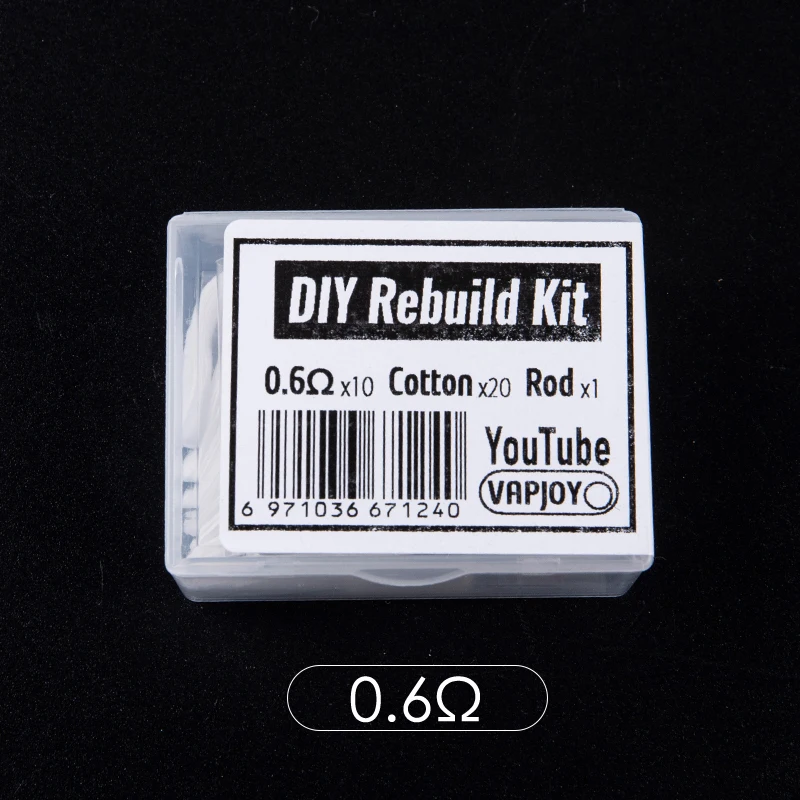 DIY Rebuild Kit
0.6Ω x10 Cotton x20 Rod x1
YouTube
VAPJOY
6 971036 671240
0.6Ω